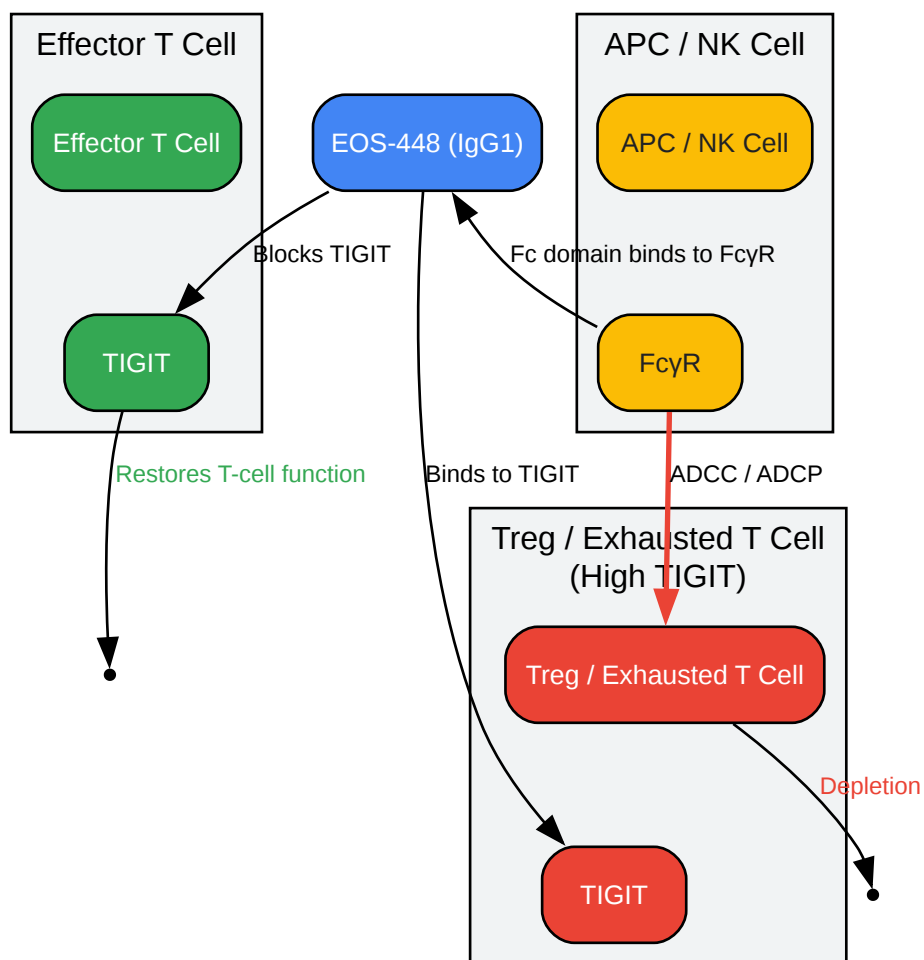 Effector T Cell
APC / NK Cell
Effector T Cell
EOS-448 (IgG1)
APC / NK Cell
Blocks TIGIT
Fc domain binds to FcγR
TIGIT
FcγR
Restores T-cell function
Binds to TIGIT
ADCC / ADCP
Treg / Exhausted T Cell
(High TIGIT)
Treg / Exhausted T Cell
Depletion
TIGIT